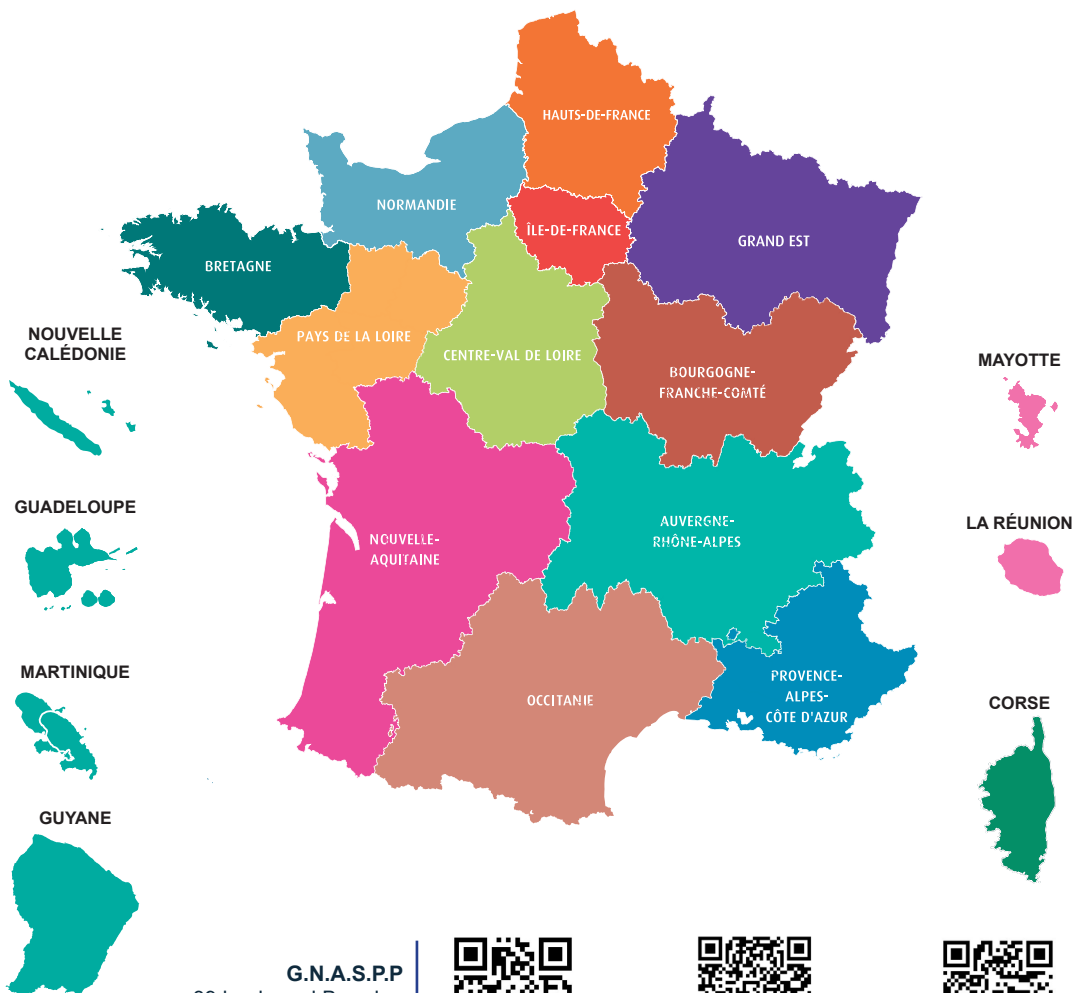 HAUTS-DE-FRANCE
NORMANDIE
ÎLE-DE-FRANCE
GRAND EST
BRETAGNE
PAYS DE LA LOIRE
CENTRE-VAL DE LOIRE
BOURGOGNE-
FRANCHE-COMTÉ
NOUVELLE
CALÉDONIE
MAYOTTE
GUADELOUPE
LA RÉUNION
AUVERGNE-
RHÔNE-ALPES
NOUVELLE-
AQUITAINE
MARTINIQUE
OCCITANIE
PROVENCE-
ALPES-
CÔTE D'AZUR
CORSE
GUYANE
G.N.A.S.P.P